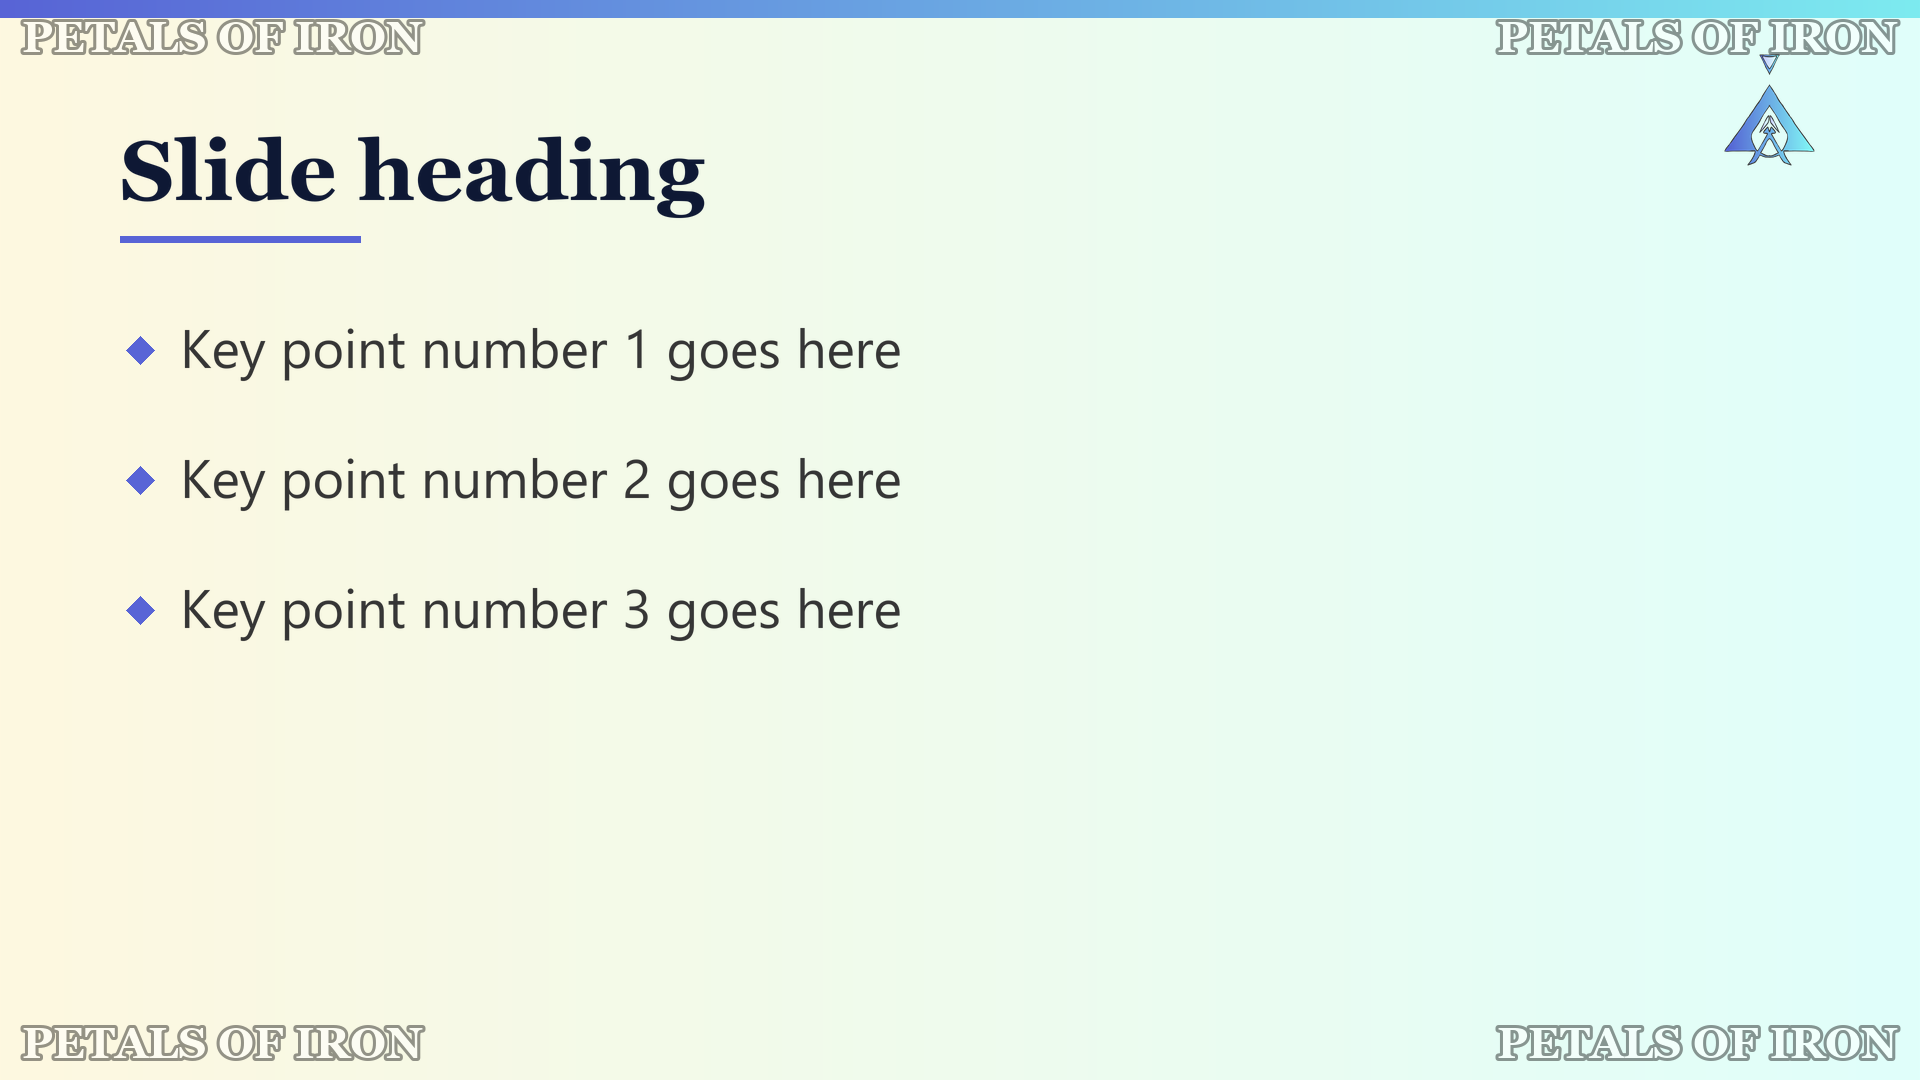 PETALS OF IRON
PETALS OF IRON
Slide heading
Key point number 1 goes here
Key point number 2 goes here
Key point number 3 goes here
PETALS OF IRON
PETALS OF IRON